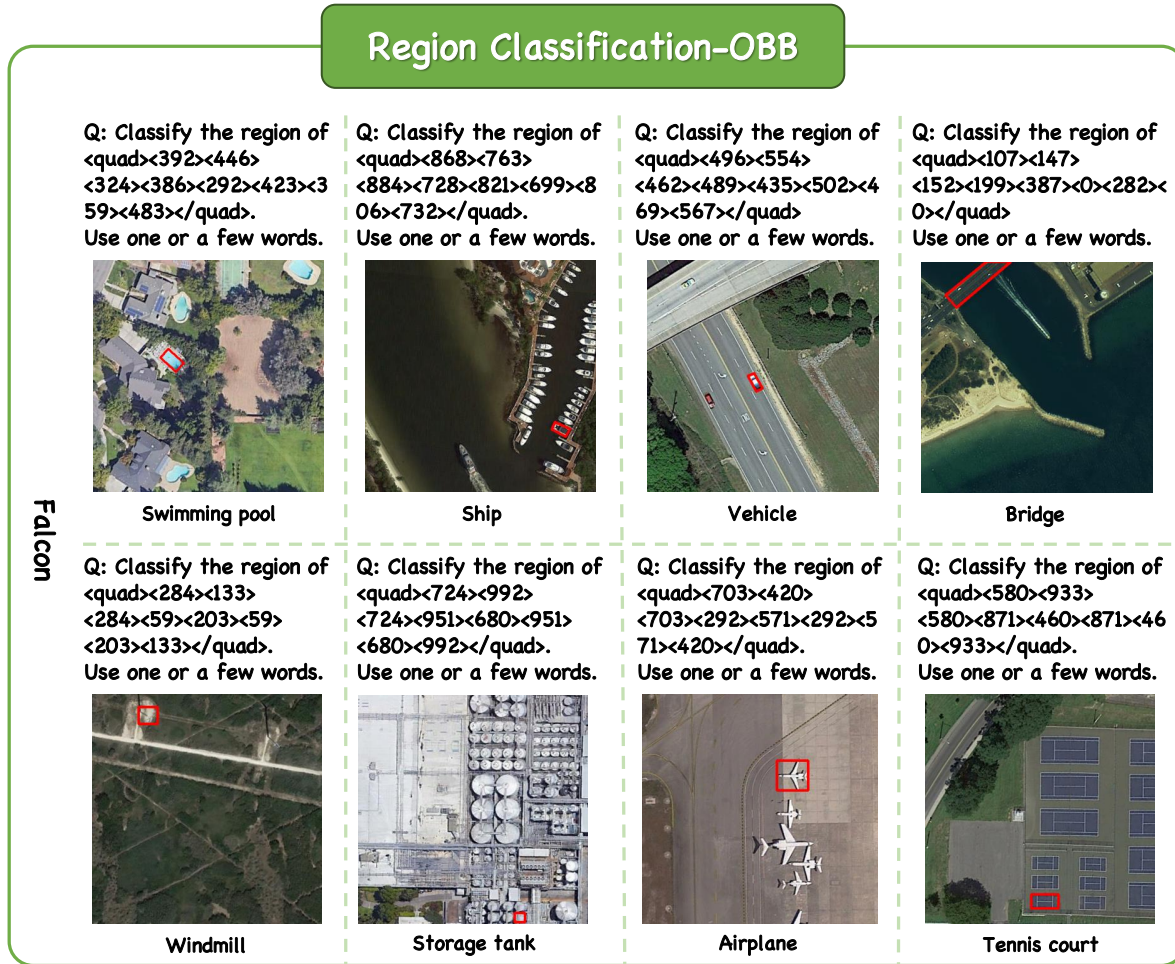 Region Classification-OBB
Q: Classify the region of
<quad><392><446>
<324><386><292><423><3
59><483></quad>.
Use one or a few words.
Swimming pool
Q: Classify the region of
<quad><868><763>
<884><728><821><699><8
06><732></quad>.
Use one or a few words.
Ship
Q: Classify the region of
<quad><496><554>
<462><489><435><502><4
69><567></quad>
Use one or a few words.
Vehicle
Q: Classify the region of
<quad><107><147>
<152><199><387><0><282><
0></quad>
Use one or a few words.
Bridge
Falcon
Q: Classify the region of
<quad><284><133>
<284><59><203><59>
<203><133></quad>.
Use one or a few words.
Windmill
Q: Classify the region of
<quad><724><992>
<724><951><680><951>
<680><992></quad>.
Use one or a few words.
Storage tank
Q: Classify the region of
<quad><703><420>
<703><292><571><292><5
71><420></quad>.
Use one or a few words.
Airplane
Q: Classify the region of
<quad><580><933>
<580><871><460><871><46
0><933></quad>.
Use one or a few words.
Tennis court